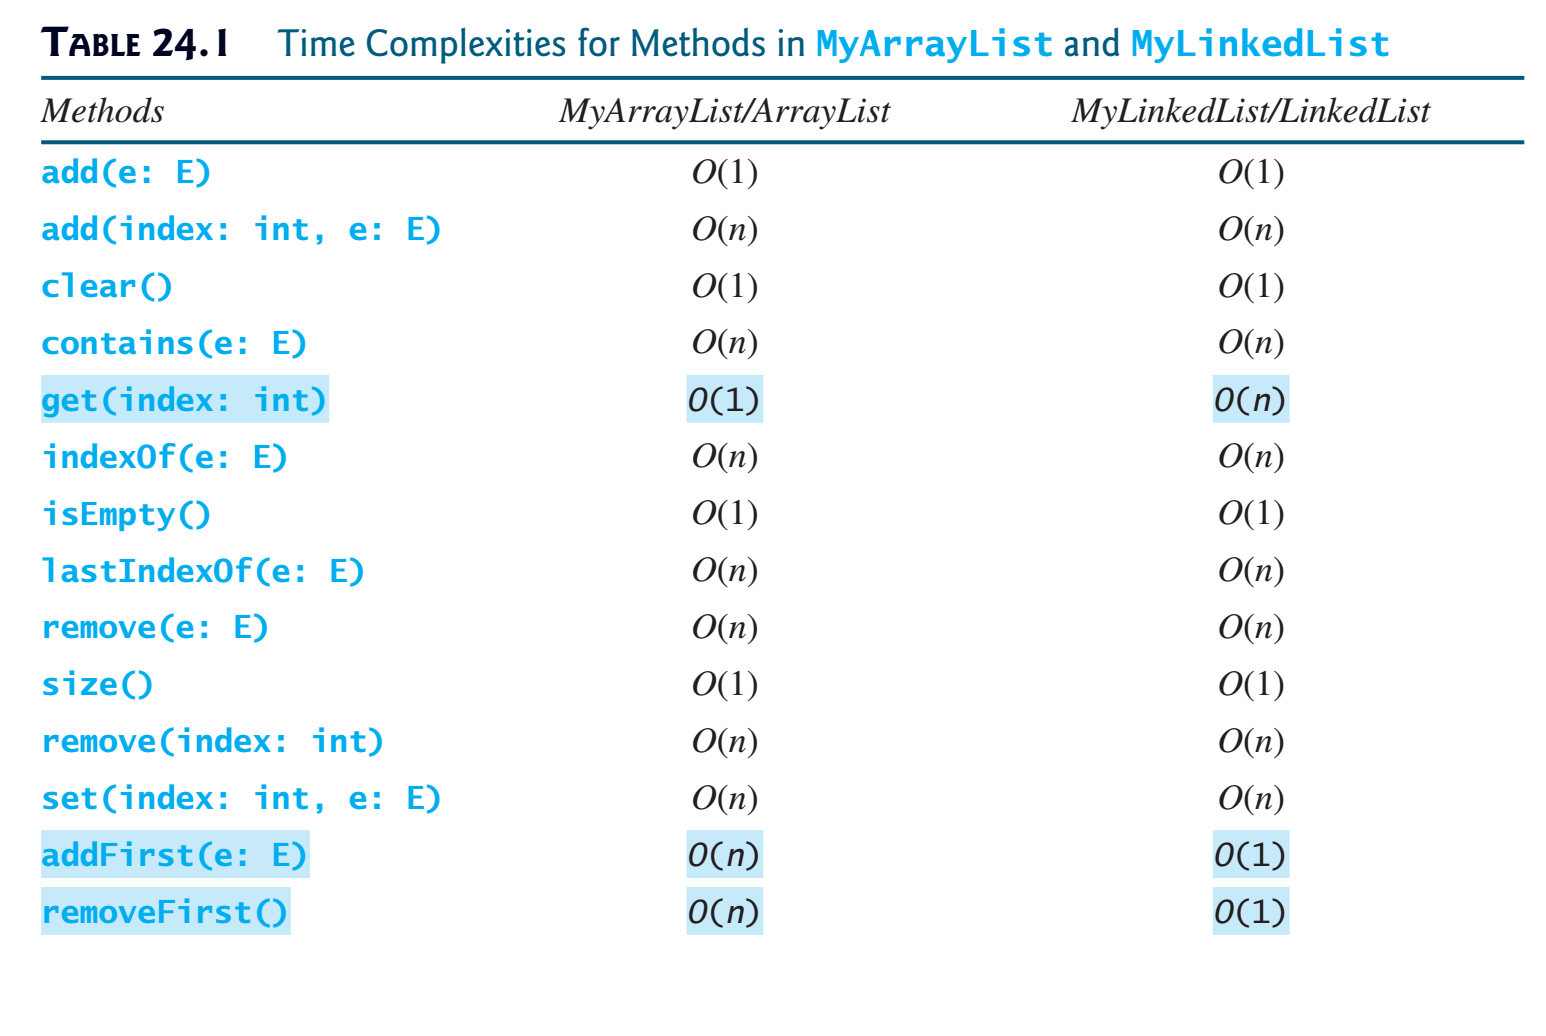 TABLE 24.1 Time Complexities for Methods in MyArrayList and MyLinkedList
Methods MyArrayList/ArrayList MyLinkedList/LinkedList
add(e: E) O(1) O(1)
add(index: int, e: E) O(n) O(n)
clear() O(1) O(1)
contains(e: E) O(n) O(n)
get(index: int) O(1) O(n)
indexOf(e: E) O(n) O(n)
isEmpty() O(1) O(1)
lastIndexOf(e: E) O(n) O(n)
remove(e: E) O(n) O(n)
size() O(1) O(1)
remove(index: int) O(n) O(n)
set(index: int, e: E) O(n) O(n)
addFirst(e: E) O(n) O(1)
removeFirst() O(n) O(1)